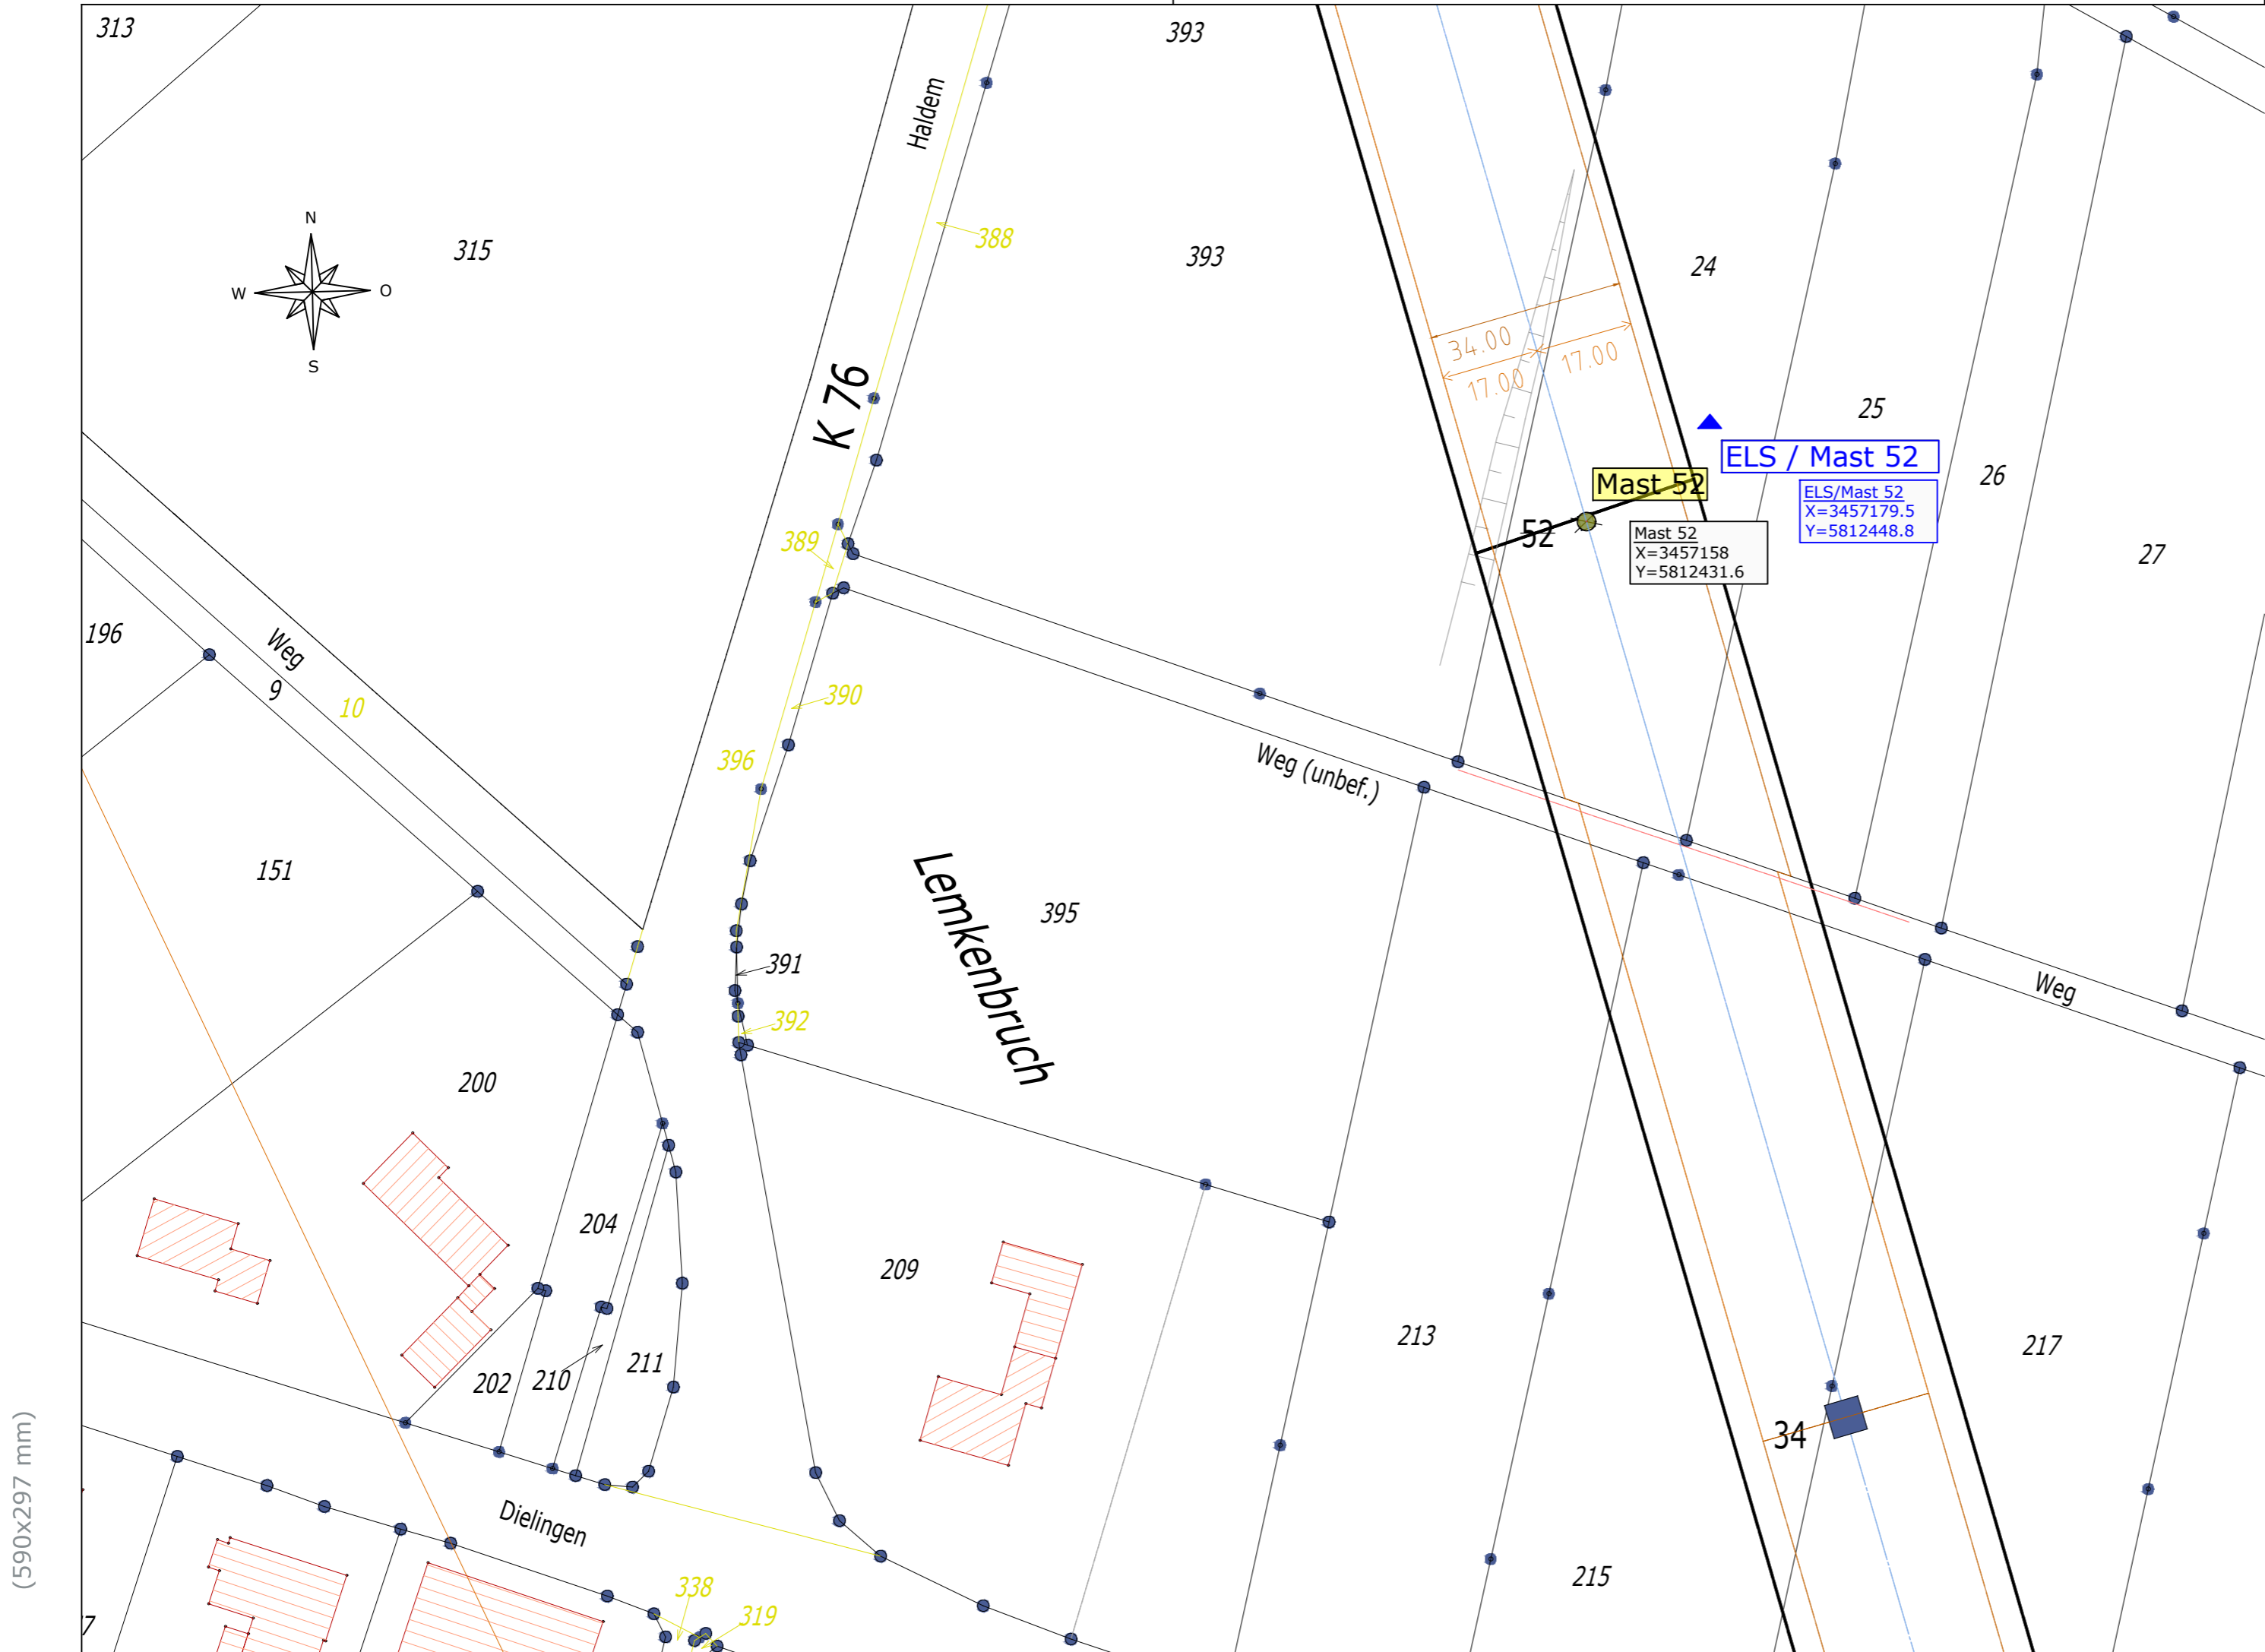 313
393
Haldem
N
W
O
S
315
388
393
24
34.00
17.00
17.00
K 76
25
ELS / Mast 52
26
Mast 52
ELS/Mast 52
X=3457179.5
Y=5812448.8
52
Mast 52
X=3457158
Y=5812431.6
389
27
196
Weg
9
10
390
396
Weg (unbef.)
151
Lemkenbruch
395
391
Weg
392
200
204
209
213
217
211
210
202
34
Dielingen
(590x297 mm)
215
338
319
7